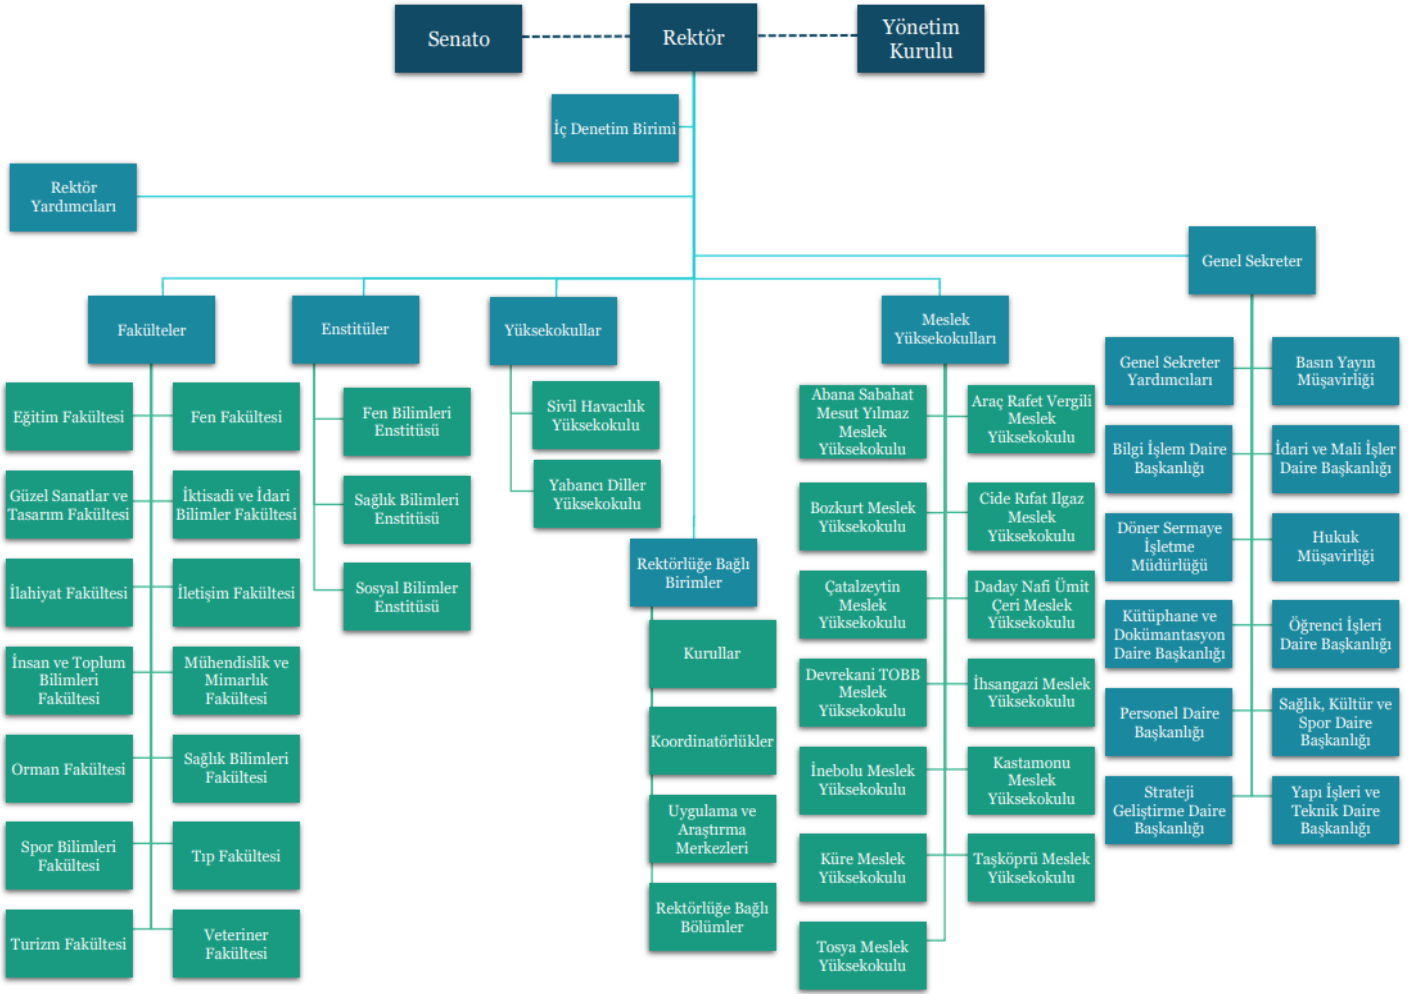 Senato
Rektör
Yönetim
Kurulu
İç Denetim Birimi
Rektör
Yardımcıları
Genel Sekreter
Fakülteler
Enstitüler
Yüksekokullar
Meslek
Yüksekokulları
Eğitim Fakültesi
Fen Fakültesi
Güzel Sanatlar ve
Tasarım Fakültesi
İktisadi ve İdari
Bilimler Fakültesi
İlahiyat Fakültesi
İletişim Fakültesi
İnsan ve Toplum
Bilimleri
Fakültesi
Mühendislik ve
Mimarlık
Fakültesi
Orman Fakültesi
Sağlık Bilimleri
Fakültesi
Spor Bilimleri
Fakültesi
Tıp Fakültesi
Turizm Fakültesi
Veteriner
Fakültesi
Fen Bilimleri
Enstitüsü
Sağlık Bilimleri
Enstitüsü
Sosyal Bilimler
Enstitüsü
Sivil Havacılık
Yüksekokulu
Yabancı Diller
Yüksekokulu
Rektörlüğe Bağlı
Birimler
Kurullar
Koordinatörlükler
Uygulama ve
Araştırma
Merkezleri
Rektörlüğe Bağlı
Bölümler
Abana Sabahat
Mesut Yılmaz
Meslek
Yüksekokulu
Araç Rafet Vergili
Meslek
Yüksekokulu
Bozkurt Meslek
Yüksekokulu
Cide Rıfat Ilgaz
Meslek
Yüksekokulu
Çatalzeytin
Meslek
Yüksekokulu
Daday Nafi Ümit
Çeri Meslek
Yüksekokulu
Devrekani TOBB
Meslek
Yüksekokulu
İhsangazi Meslek
Yüksekokulu
İnebolu Meslek
Yüksekokulu
Kastamonu
Meslek
Yüksekokulu
Küre Meslek
Yüksekokulu
Taşköprü Meslek
Yüksekokulu
Tosya Meslek
Yüksekokulu
Genel Sekreter
Yardımcıları
Basın Yayın
Müşavirliği
Bilgi İşlem Daire
Başkanlığı
İdari ve Mali İşler
Daire Başkanlığı
Döner Sermaye
İşletme
Müdürlüğü
Hukuk
Müşavirliği
Kütüphane ve
Dokümantasyon
Daire Başkanlığı
Öğrenci İşleri
Daire Başkanlığı
Personel Daire
Başkanlığı
Sağlık, Kültür ve
Spor Daire
Başkanlığı
Strateji
Geliştirme Daire
Başkanlığı
Yapı İşleri ve
Teknik Daire
Başkanlığı